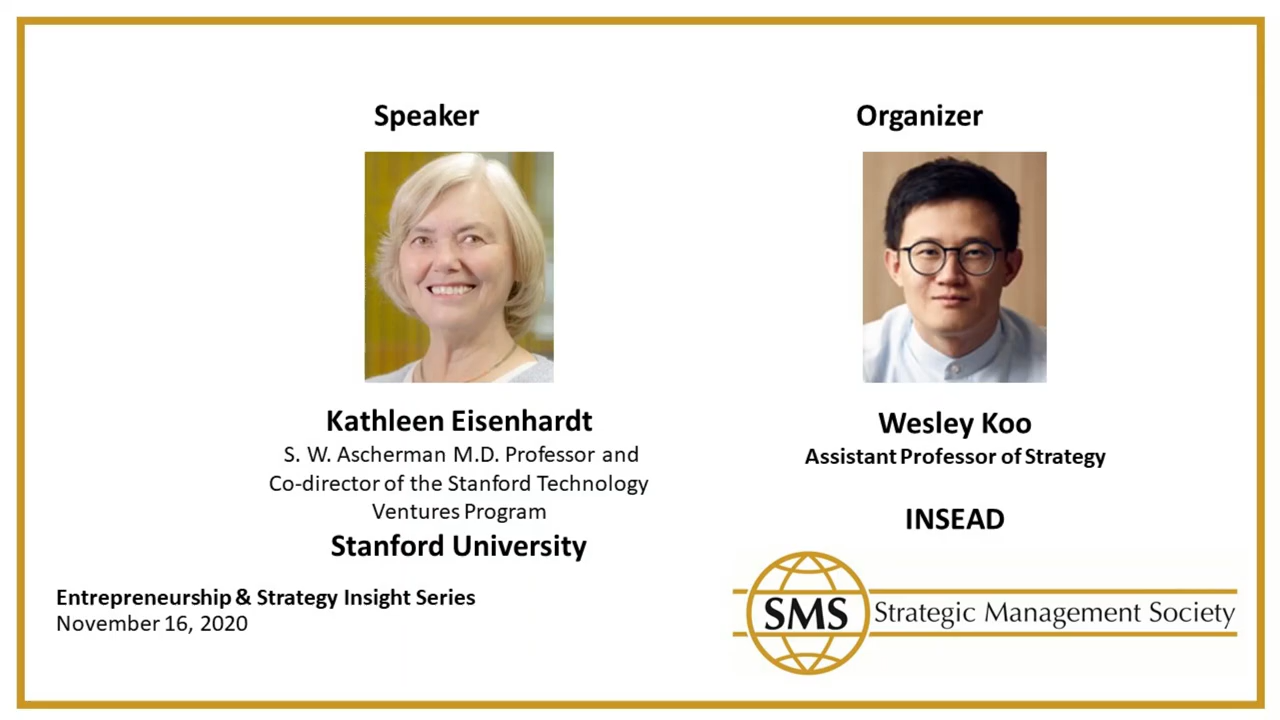 Speaker
Kathleen Eisenhardt
S. W. Ascherman M.D. Professor and
Co-director of the Stanford Technology
Ventures Program
Stanford University
Organizer
Wesley Koo
Assistant Professor of Strategy
INSEAD
Entrepreneurship & Strategy Insight Series
November 16, 2020
SMS Strategic Management Society